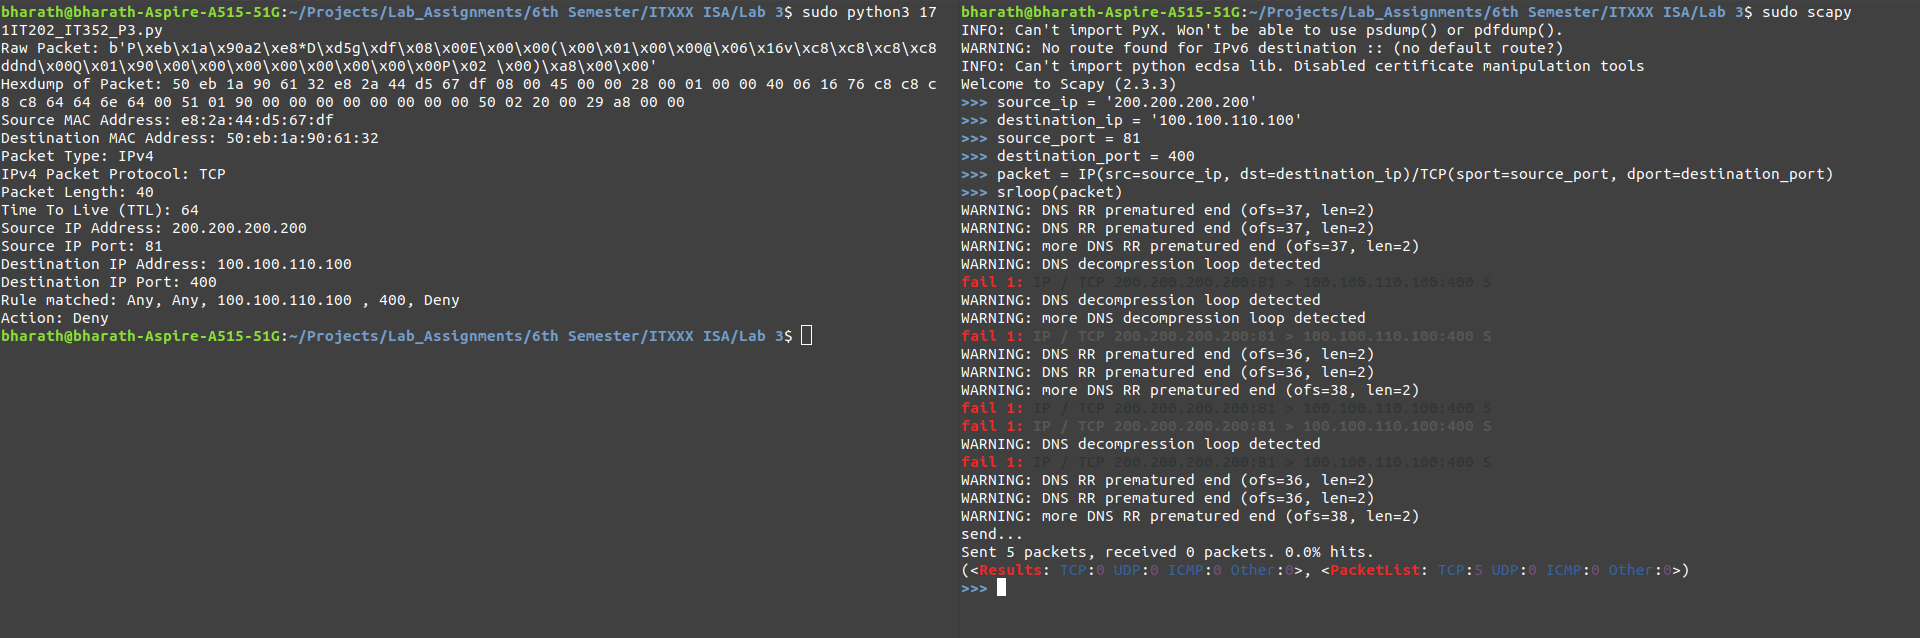 bharath@bharath-Aspire-A515-51G:~/Projects/Lab_Assignments/6th Semester/ITXXX ISA/Lab 3$ sudo python3 17
1IT202_IT352_P3.py
Raw Packet: b'P\xeb\x1a\x90a2\xe8*D\xd5g\xdf\x08\x00E\x00\x00(\x00\x01\x00\x00@\x06\x16v\xc8\xc8\xc8\xc8
ddnd\x00Q\x01\x90\x00\x00\x00\x00\x00\x00\x00\x00P\x02 \x00)\xa8\x00\x00'
Hexdump of Packet: 50 eb 1a 90 61 32 e8 2a 44 d5 67 df 08 00 45 00 00 28 00 01 00 00 40 06 16 76 c8 c8 c
8 c8 64 64 6e 64 00 51 01 90 00 00 00 00 00 00 00 00 50 02 20 00 29 a8 00 00
Source MAC Address: e8:2a:44:d5:67:df
Destination MAC Address: 50:eb:1a:90:61:32
Packet Type: IPv4
IPv4 Packet Protocol: TCP
Packet Length: 40
Time To Live (TTL): 64
Source IP Address: 200.200.200.200
Source IP Port: 81
Destination IP Address: 100.100.110.100
Destination IP Port: 400
Rule matched: Any, Any, 100.100.110.100 , 400, Deny
Action: Deny
bharath@bharath-Aspire-A515-51G:~/Projects/Lab_Assignments/6th Semester/ITXXX ISA/Lab 3$
bharath@bharath-Aspire-A515-51G:~/Projects/Lab_Assignments/6th Semester/ITXXX ISA/Lab 3$ sudo scapy
INFO: Can't import PyX. Won't be able to use psdump() or pdfdump().
WARNING: No route found for IPv6 destination :: (no default route?)
INFO: Can't import python ecdsa lib. Disabled certificate manipulation tools
Welcome to Scapy (2.3.3)
>>> source_ip = '200.200.200.200'
>>> destination_ip = '100.100.110.100'
>>> source_port = 81
>>> destination_port = 400
>>> packet = IP(src=source_ip, dst=destination_ip)/TCP(sport=source_port, dport=destination_port)
>>> srloop(packet)
WARNING: DNS RR prematured end (ofs=37, len=2)
WARNING: DNS RR prematured end (ofs=37, len=2)
WARNING: more DNS RR prematured end (ofs=37, len=2)
WARNING: DNS decompression loop detected
fail 1: IP / TCP 200.200.200.200:81 > 100.100.110.100:400 S
WARNING: DNS decompression loop detected
WARNING: more DNS decompression loop detected
fail 1: IP / TCP 200.200.200.200:81 > 100.100.110.100:400 S
WARNING: DNS RR prematured end (ofs=36, len=2)
WARNING: DNS RR prematured end (ofs=36, len=2)
WARNING: more DNS RR prematured end (ofs=38, len=2)
fail 1: IP / TCP 200.200.200.200:81 > 100.100.110.100:400 S
fail 1: IP / TCP 200.200.200.200:81 > 100.100.110.100:400 S
WARNING: DNS decompression loop detected
fail 1: IP / TCP 200.200.200.200:81 > 100.100.110.100:400 S
WARNING: DNS RR prematured end (ofs=36, len=2)
WARNING: DNS RR prematured end (ofs=36, len=2)
WARNING: more DNS RR prematured end (ofs=38, len=2)
send...
Sent 5 packets, received 0 packets. 0.0% hits.
(<Results: TCP:0 UDP:0 ICMP:0 Other:0>, <PacketList: TCP:5 UDP:0 ICMP:0 Other:0>)
>>>